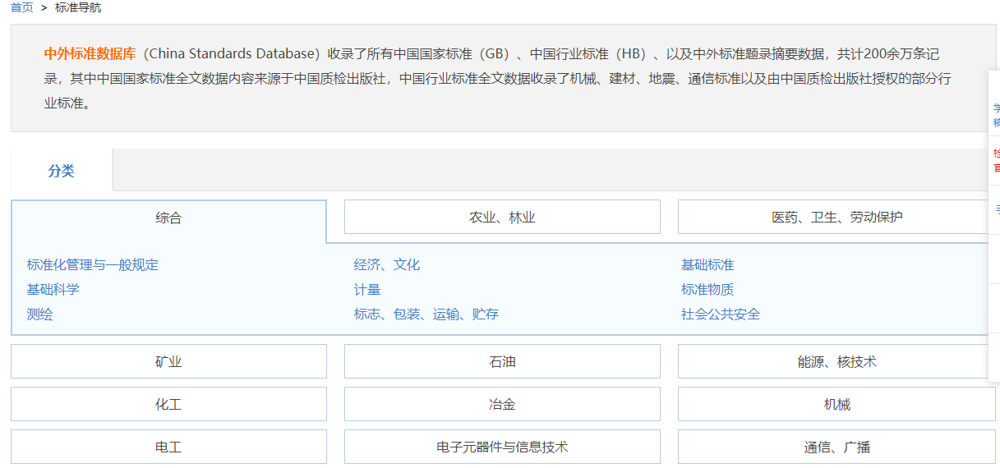 首页 > 标准导航
中外标准数据库（China Standards Database）收录了所有中国国家标准（GB）、中国行业标准（HB）、以及中外标准题录摘要数据，共计200余万条记
录，其中中国国家标准全文数据内容来源于中国质检出版社，中国行业标准全文数据收录了机械、建材、地震、通信标准以及由中国质检出版社授权的部分行
业标准。
分类
综合
农业、林业
医药、卫生、劳动保护
标准化管理与一般规定
经济、文化
基础标准
基础科学
计量
标准物质
测绘
标志、包装、运输、贮存
社会公共安全
矿业
石油
能源、核技术
化工
冶金
机械
电工
电子元器件与信息技术
通信、广播